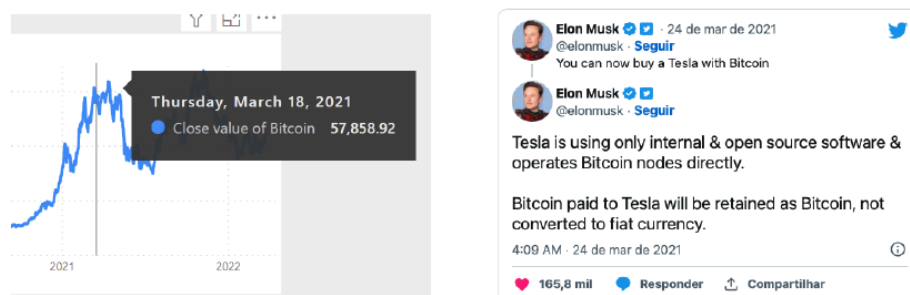 Thursday, March 18, 2021
Close value of Bitcoin 57,858.92
2021 2022
Elon Musk · 24 de mar de 2021
@elonmusk · Seguir
You can now buy a Tesla with Bitcoin
Elon Musk
@elonmusk · Seguir
Tesla is using only internal & open source software &
operates Bitcoin nodes directly.
Bitcoin paid to Tesla will be retained as Bitcoin, not
converted to fiat currency.
4:09 AM · 24 de mar de 2021
165,8 mil Responder Compartilhar